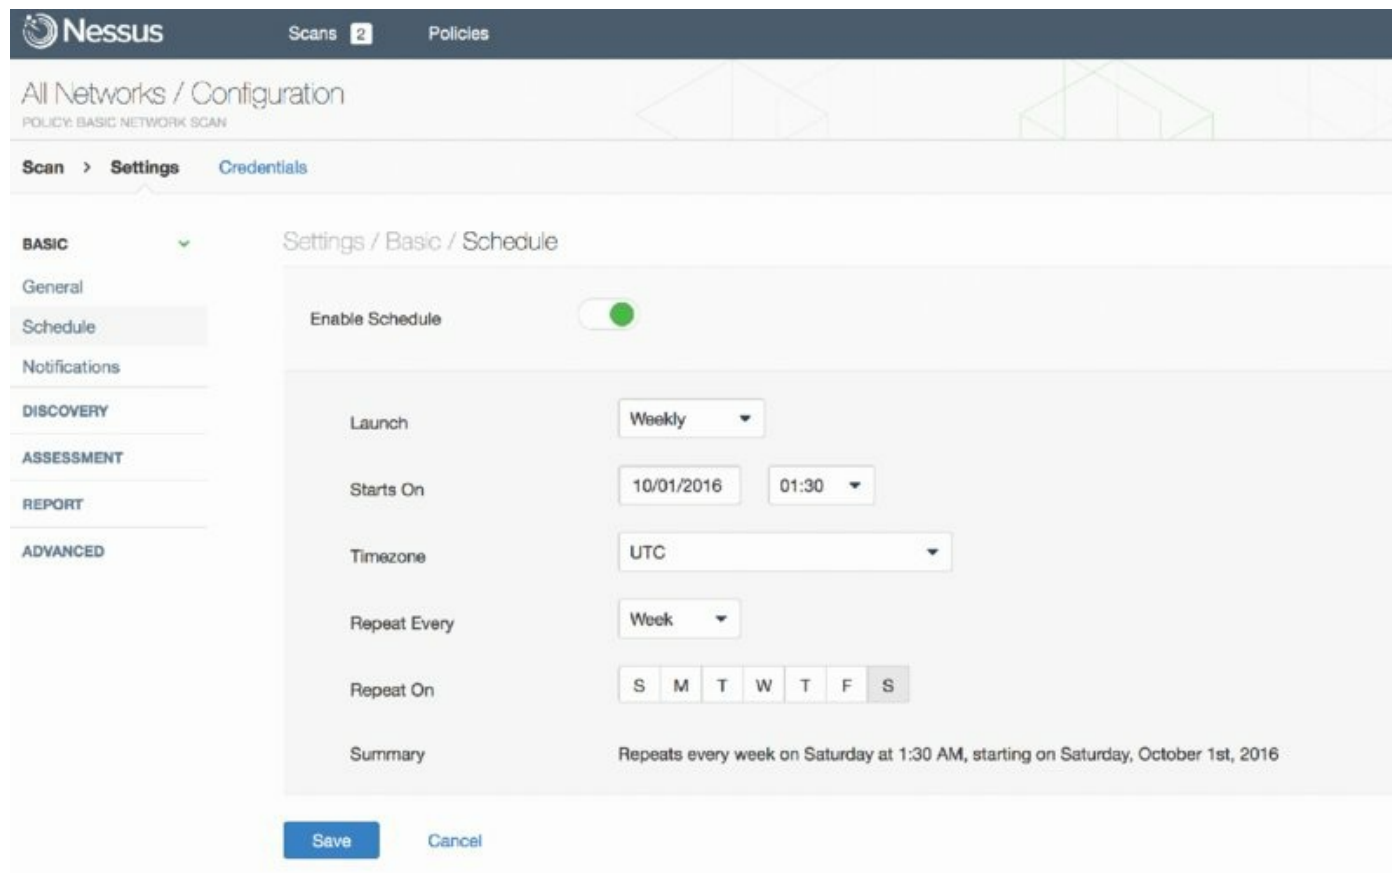 Nessus Scans 2 Policies
All Networks / Configuration
POLICY: BASIC NETWORK SCAN
Scan > Settings Credentials
BASIC
General
Schedule
Notifications
DISCOVERY
ASSESSMENT
REPORT
ADVANCED
Settings / Basic / Schedule
Enable Schedule
Launch Weekly
Starts On 10/01/2016 01:30
Timezone UTC
Repeat Every Week
Repeat On S M T W T F S
Summary Repeats every week on Saturday at 1:30 AM, starting on Saturday, October 1st, 2016
Save Cancel